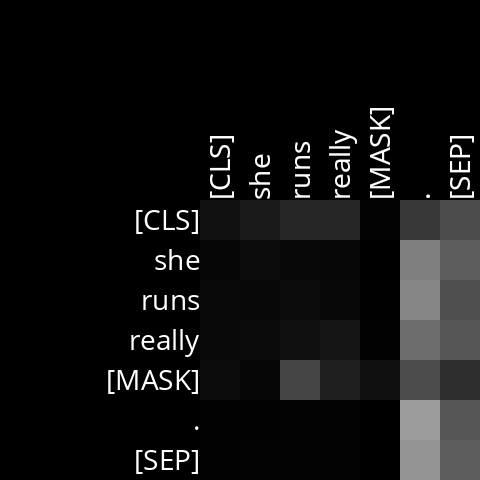 [CLS] she runs really [MASK] . [SEP]
[CLS]
she
runs
really
[MASK]
.
[SEP]